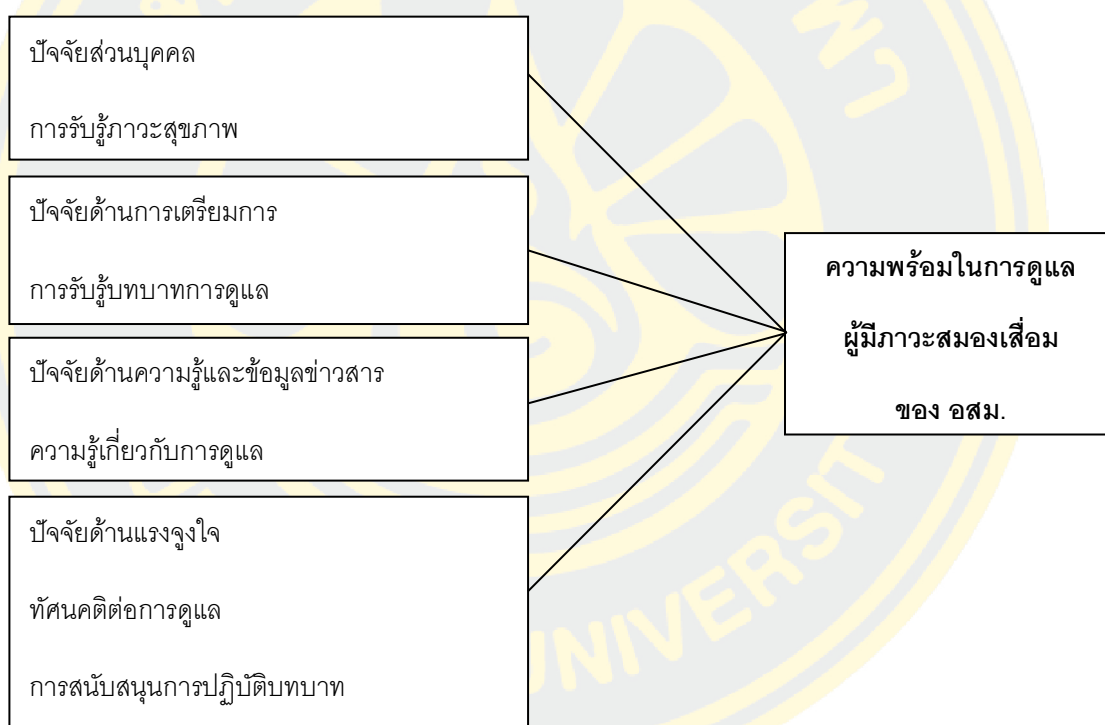 ปัจจัยส่วนบุคคล
การรับรู้ภาวะสุขภาพ
ปัจจัยด้านการเตรียมการ
การรับรู้บทบาทการดูแล
ปัจจัยด้านความรู้และข้อมูลข่าวสาร
ความรู้เกี่ยวกับการดูแล
ปัจจัยด้านแรงจูงใจ
ทัศนคติต่อการดูแล
การสนับสนุนการปฏิบัติบทบาท
ความพร้อมในการดูแล
ผู้มีภาวะสมองเสื่อม
ของ อสม.
UNIVERSIT